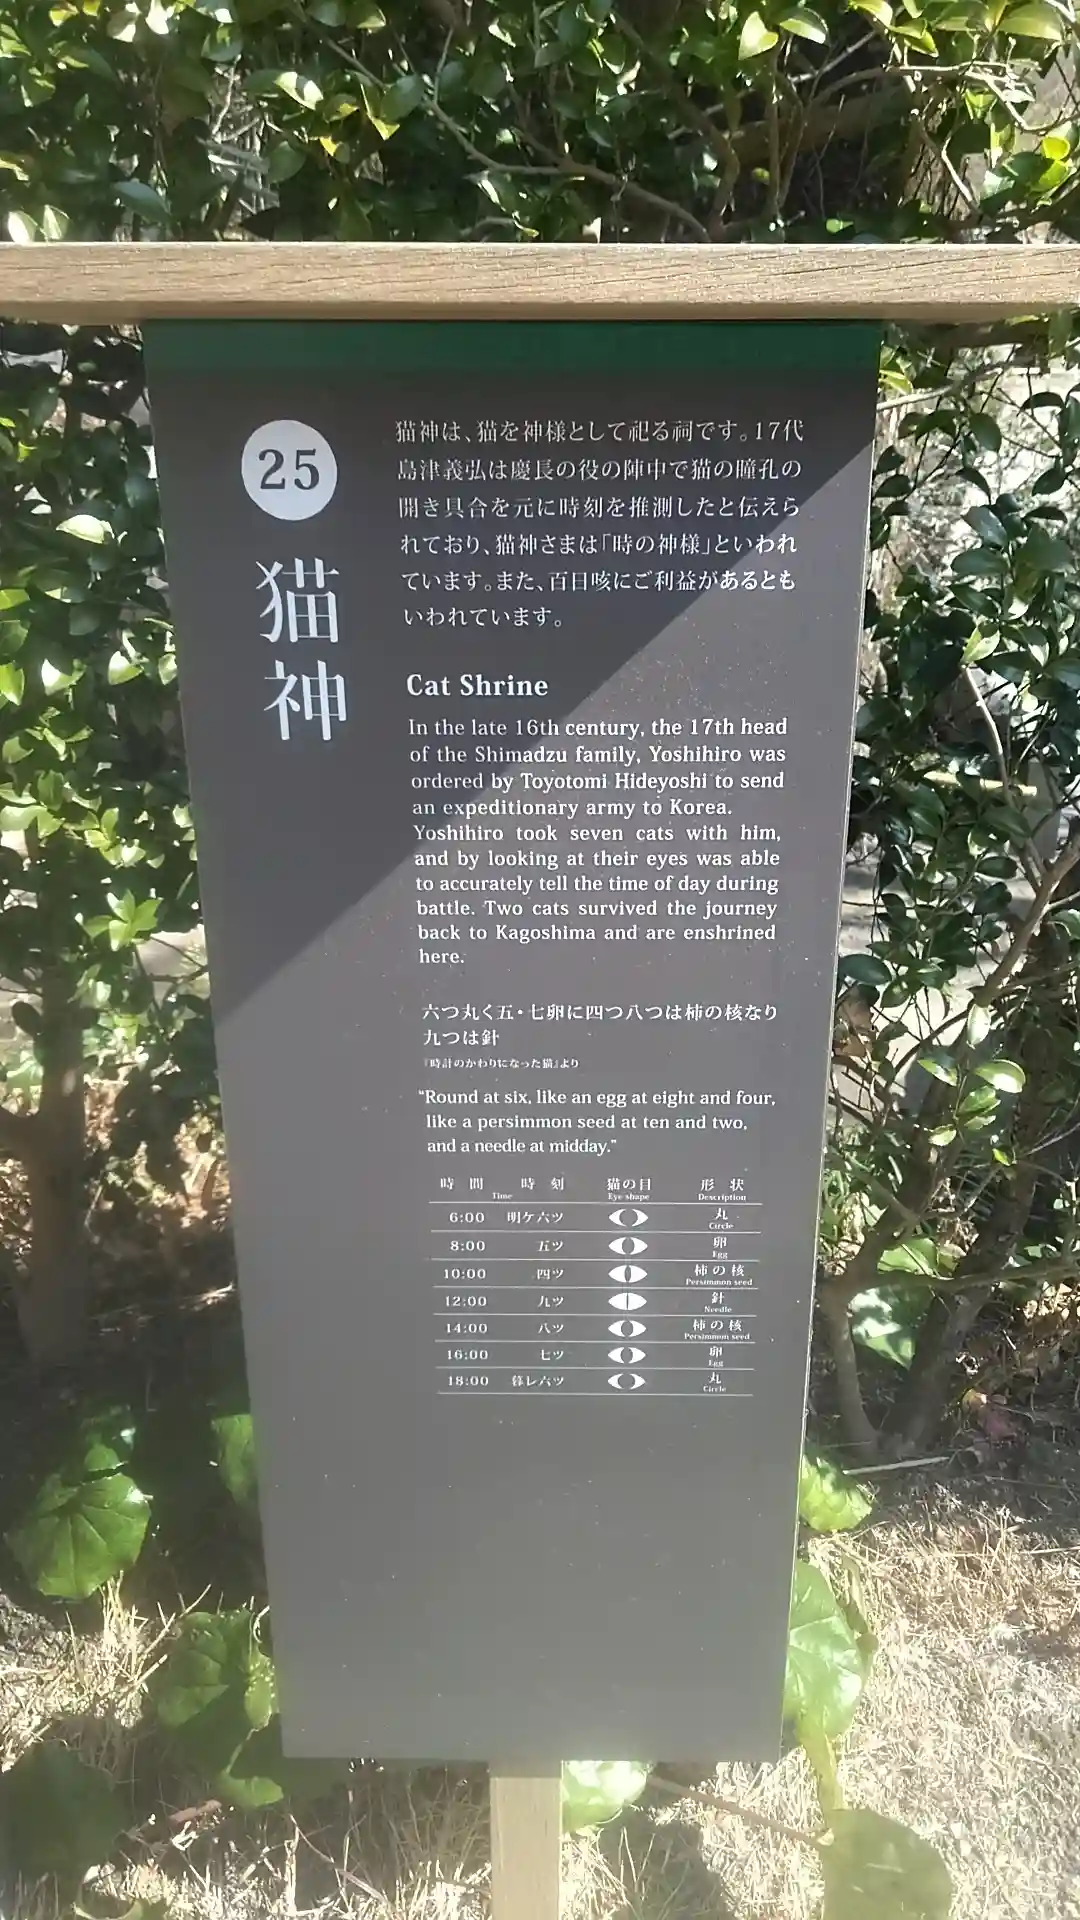 25
猫神
猫神は、猫を神様として祀る祠です。17代
島津義弘は慶長の役の陣中で猫の瞳孔の
開き具合を元に時刻を推測したと伝えら
れており、猫神さまは「時の神様」といわれ
ています。また、百日咳にご利益があるとも
いわれています。
Cat Shrine
In the late 16th century, the 17th head
of the Shimadzu family, Yoshihiro was
ordered by Toyotomi Hideyoshi to send
an expeditionary army to Korea.
Yoshihiro took seven cats with him,
and by looking at their eyes was able
to accurately tell the time of day during
battle. Two cats survived the journey
back to Kagoshima and are enshrined
here.
六つ丸く五・七卵に四つ八つは柿の核なり
九つは針
『時計のかわりになった猫』より
“Round at six, like an egg at eight and four,
like a persimmon seed at ten and two,
and a needle at midday.”
時間 時刻 猫の目 形状
Time Eye shape Description
6:00 明ケ六ツ 丸
Circle
8:00 五ツ 卵
Egg
10:00 四ツ 柿の核
Persimmon seed
12:00 九ツ 針
Needle
14:00 八ツ 柿の核
Persimmon seed
16:00 七ツ 卵
Egg
18:00 暮レ六ツ 丸
Circle